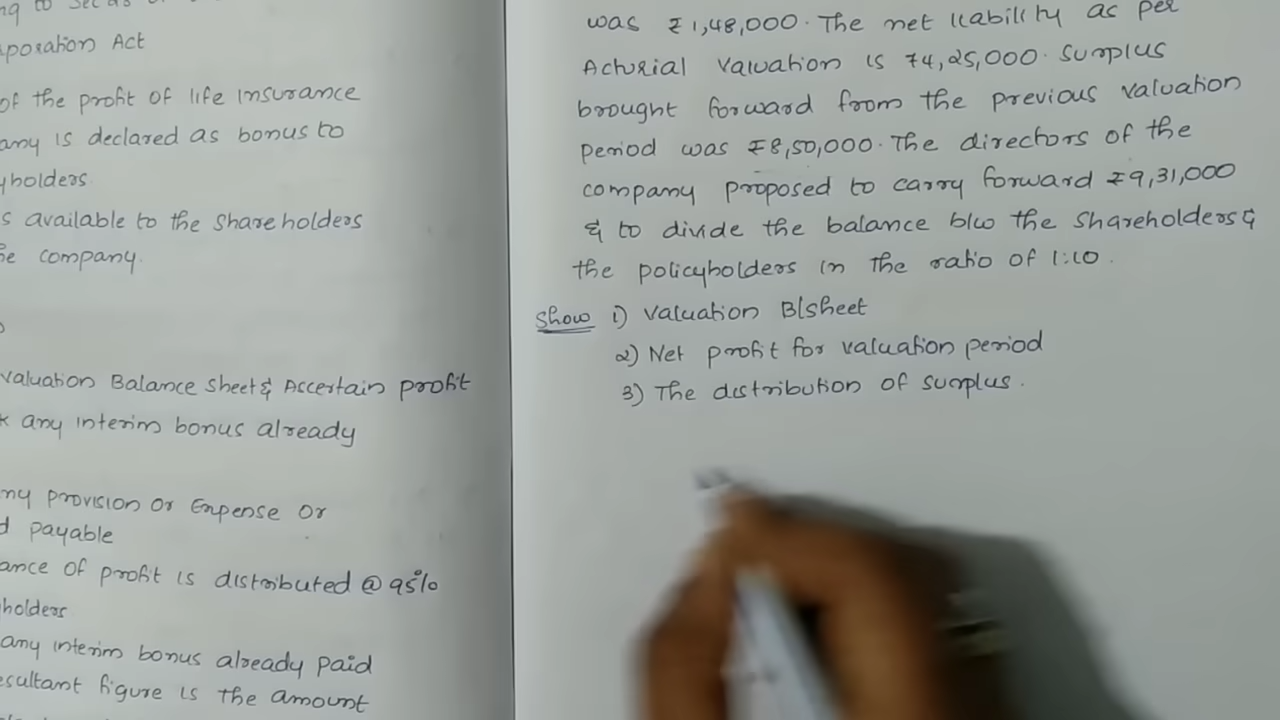 ng to sec
poration Act
of the profit of life insurance
any is declared as bonus to
yholders
s available to the shareholders
he company.
valuation Balance sheet & Accertain profit
k any interim bonus already
ny provision or Expense or
d payable
ance of profit is distributed @ 95%
holders
any interim bonus already paid
esultant figure is the amount
was ₹1,48,000. The net liability as per
Acturial valuation is ₹4,25,000. Surplus
brought forward from the previous valuation
period was ₹8,50,000. The directors of the
company proposed to carry forward ₹9,31,000
& to divide the balance b/w the shareholders &
the policyholders in the ratio of 1:10.
Show 1) Valuation B/sheet
2) Net profit for valuation period
3) The distribution of surplus.